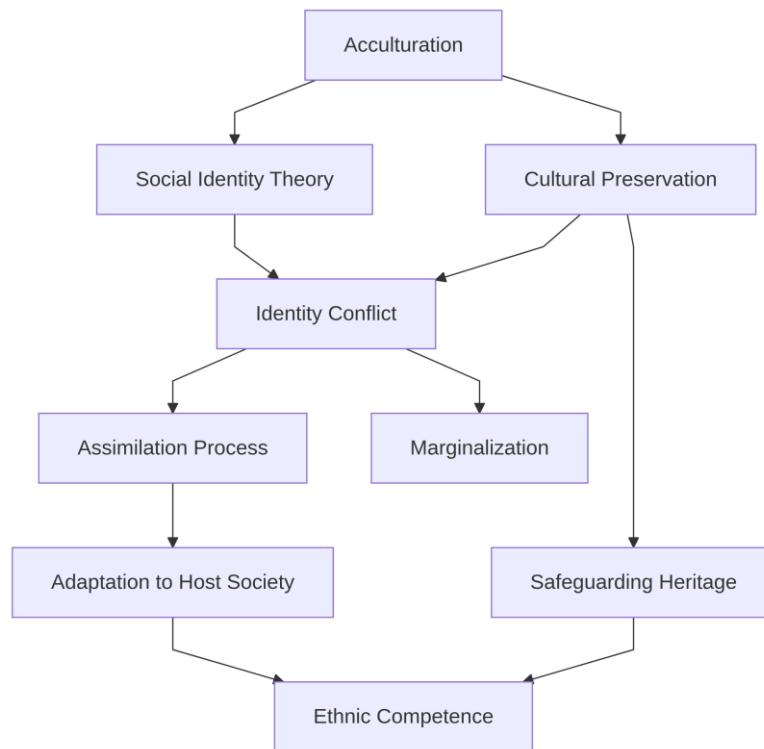 Acculturation
Social Identity Theory
Cultural Preservation
Identity Conflict
Assimilation Process
Marginalization
Adaptation to Host Society
Safeguarding Heritage
Ethnic Competence